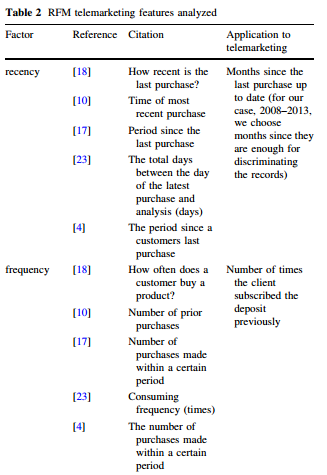 Table 2 RFM telemarketing features analyzed
Factor Reference Citation Application to
telemarketing
recency [18] How recent is the Months since the
last purchase? last purchase up
[10] Time of most to date (for our
recent purchase case, 2008–2013,
[17] Period since the we choose
last purchase months since they
[23] The total days are enough for
between the day discriminating
of the latest the records)
purchase and
analysis (days)
[4] The period since a
customers last
purchase
frequency [18] How often does a Number of times
customer buy a the client
product? subscribed the
[10] Number of prior deposit
purchases previously
[17] Number of
purchases made
within a certain
period
[23] Consuming
frequency (times)
[4] The number of
purchases made
within a certain
period